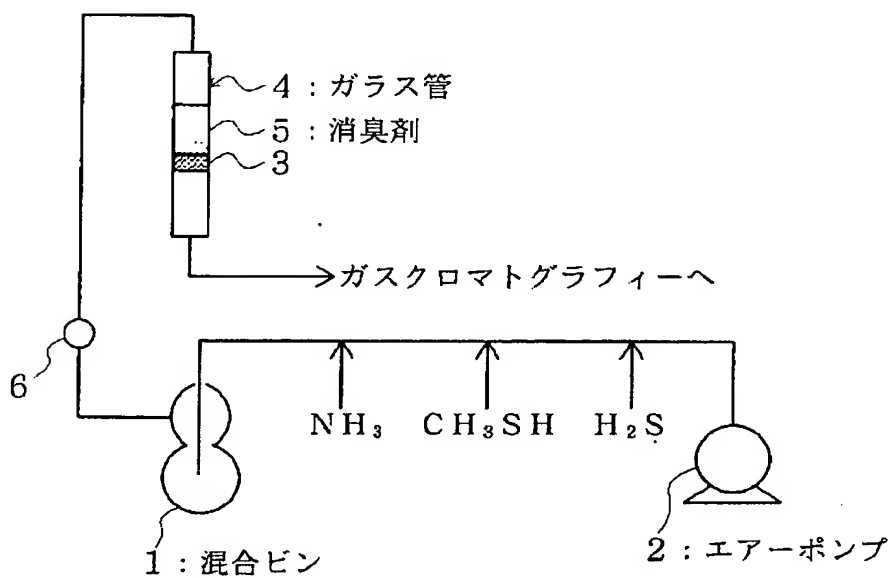 4：ガラス管
5：消臭剤
3
ガスクロマトグラフィーへ
6
NH₃ CH₃SH H₂S
1：混合ビン
2：エアーポンプ